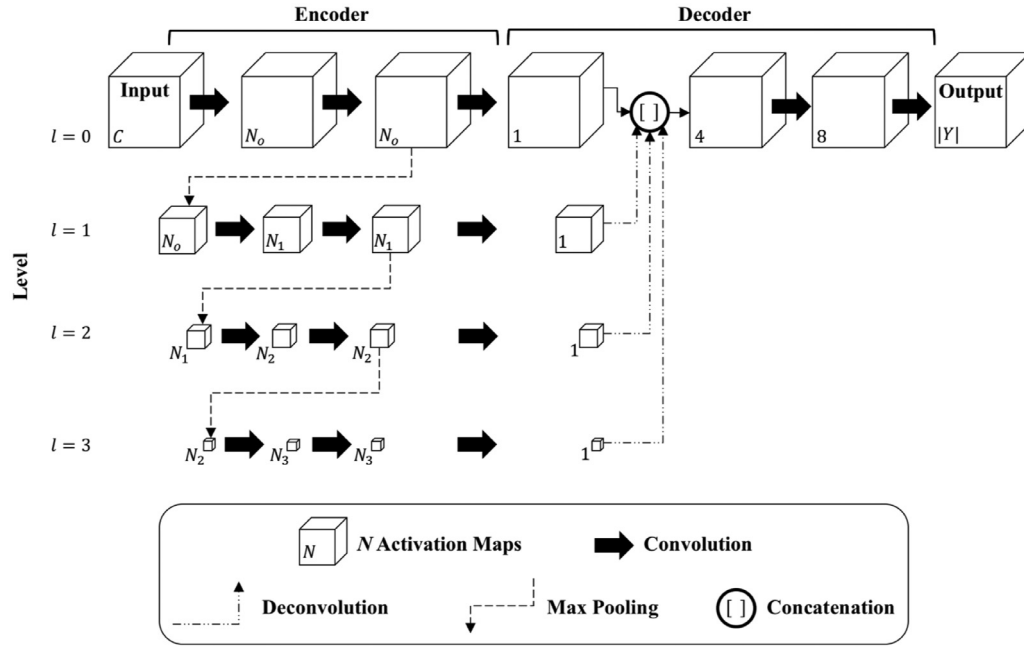 Encoder Decoder
Input Output
l = 0 C N_o N_o 1 [ ] 4 8 |Y|
l = 1 N_o N_1 N_1 1
Level
l = 2 N_1 N_2 N_2 1
l = 3 N_2 N_3 N_3 1
N N Activation Maps Convolution
Deconvolution Max Pooling [ ] Concatenation